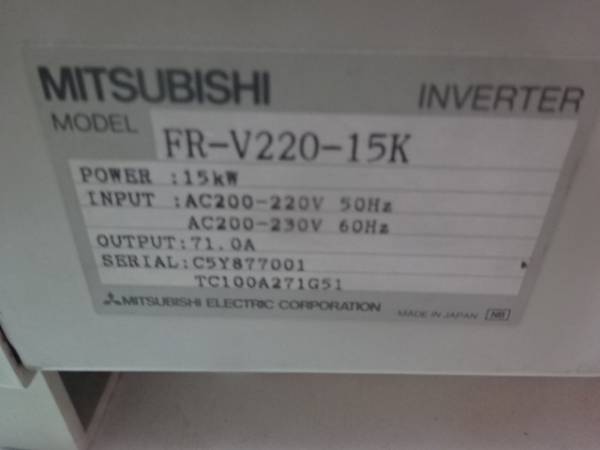 MITSUBISHI INVERTER
MODEL FR-V220-15K
POWER :15kW
INPUT :AC200-220V 50Hz
AC200-230V 60Hz
OUTPUT:71.0A
SERIAL:C5Y877001
TC100A271G51
MITSUBISHI ELECTRIC CORPORATION MADE IN JAPAN NB